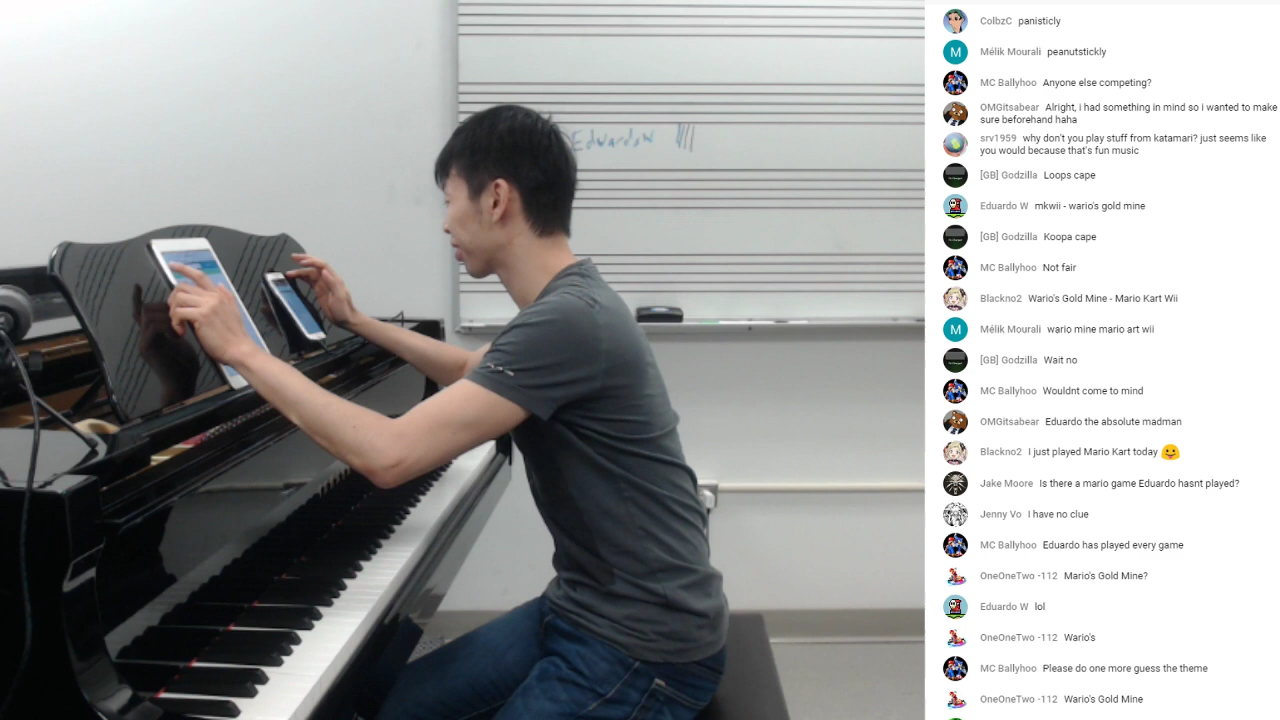 Eduardow
ColbzC panisticly
M Mélik Mourali peanutstickly
MC Ballyhoo Anyone else competing?
OMGitsabear Alright, i had something in mind so i wanted to make
sure beforehand haha
srv1959 why don't you play stuff from katamari? just seems like
you would because that's fun music
[GB] Godzilla Loops cape
Eduardo W mkwii - wario's gold mine
[GB] Godzilla Koopa cape
MC Ballyhoo Not fair
Blackno2 Wario's Gold Mine - Mario Kart Wii
M Mélik Mourali wario mine mario art wii
[GB] Godzilla Wait no
MC Ballyhoo Wouldnt come to mind
OMGitsabear Eduardo the absolute madman
Blackno2 I just played Mario Kart today
Jake Moore Is there a mario game Eduardo hasnt played?
Jenny Vo I have no clue
MC Ballyhoo Eduardo has played every game
OneOneTwo -112 Mario's Gold Mine?
Eduardo W lol
OneOneTwo -112 Wario's
MC Ballyhoo Please do one more guess the theme
OneOneTwo -112 Wario's Gold Mine